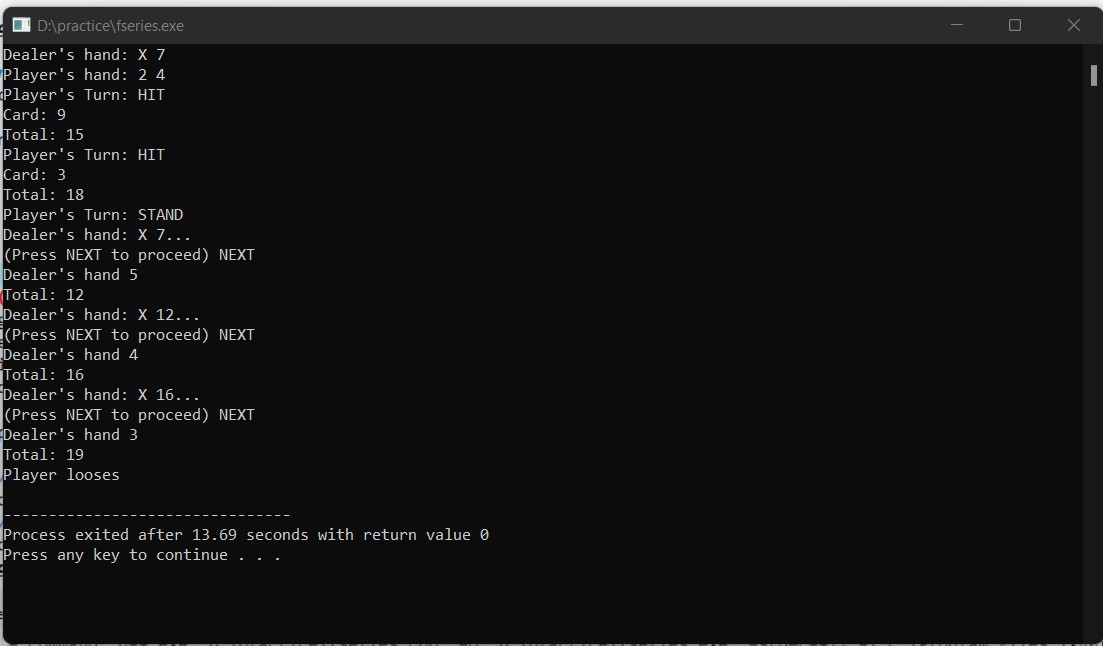 D:\practice\fseries.exe
Dealer's hand: X 7
Player's hand: 2 4
Player's Turn: HIT
Card: 9
Total: 15
Player's Turn: HIT
Card: 3
Total: 18
Player's Turn: STAND
Dealer's hand: X 7...
(Press NEXT to proceed) NEXT
Dealer's hand 5
Total: 12
Dealer's hand: X 12...
(Press NEXT to proceed) NEXT
Dealer's hand 4
Total: 16
Dealer's hand: X 16...
(Press NEXT to proceed) NEXT
Dealer's hand 3
Total: 19
Player looses
--------------------------------
Process exited after 13.69 seconds with return value 0
Press any key to continue . . .